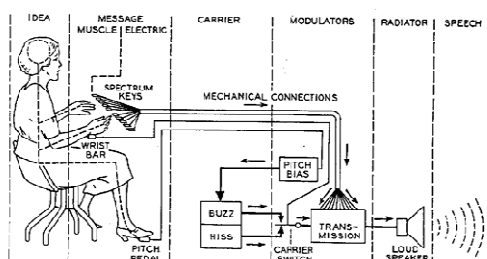 IDEA
MESSAGE
MUSCLE ELECTRIC
CARRIER
MODULATORS
RADIATOR
SPEECH
SPECTRUM
KEYS
MECHANICAL CONNECTIONS
WRIST
BAR
PITCH
BIAS
BUZZ
HISS
TRANS-
MISSION
PITCH
PEDAL
CARRIER
SWITCH
LOUD
SPEAKER